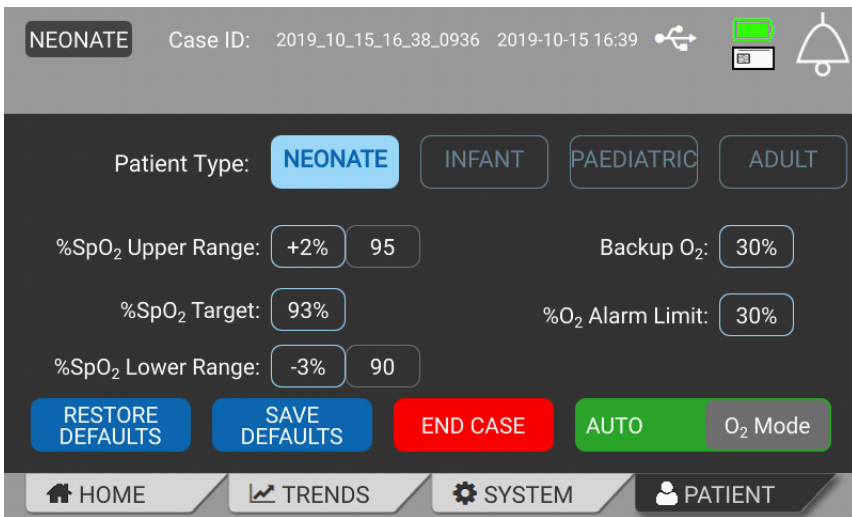 NEONATE Case ID: 2019_10_15_16_38_0936 2019-10-15 16:39
Patient Type: NEONATE INFANT PAEDIATRIC ADULT
%SpO₂ Upper Range: +2% 95 Backup O₂: 30%
%SpO₂ Target: 93% %O₂ Alarm Limit: 30%
%SpO₂ Lower Range: -3% 90
RESTORE DEFAULTS SAVE DEFAULTS END CASE AUTO O₂ Mode
HOME TRENDS SYSTEM PATIENT